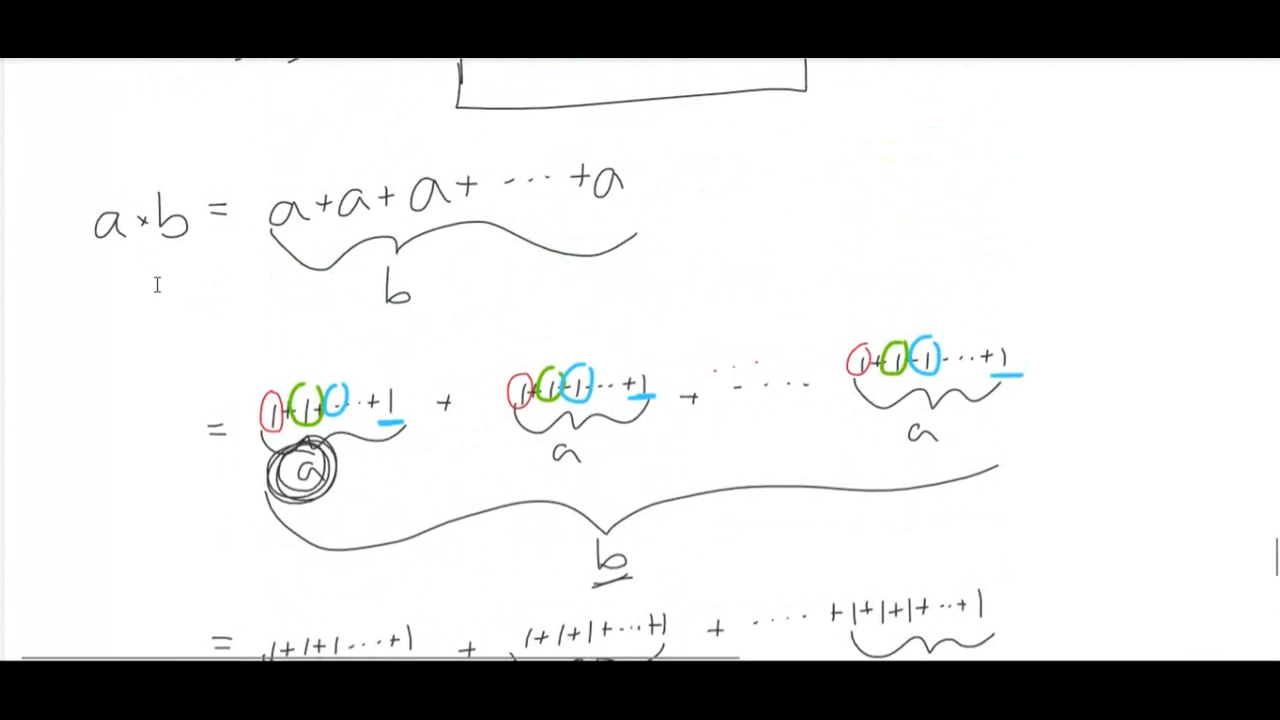 a × b = a + a + a + ... + a
b
= 1 + 1 + ... + 1 + 1 + 1 + 1 ... + 1 + ..... 1 + 1 + 1 ... + 1
a a a
b
= 1 + 1 + 1 ... + 1 + 1 + 1 + 1 + ... + 1 + .... + 1 + 1 + 1 + ... + 1